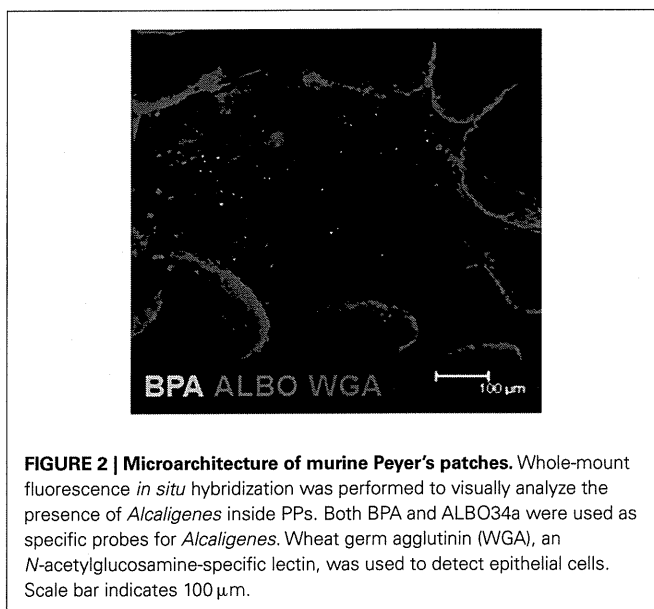 BPA ALBO WGA
100 µm
FIGURE 2 | Microarchitecture of murine Peyer's patches. Whole-mount
fluorescence in situ hybridization was performed to visually analyze the
presence of Alcaligenes inside PPs. Both BPA and ALBO34a were used as
specific probes for Alcaligenes. Wheat germ agglutinin (WGA), an
N-acetylglucosamine-specific lectin, was used to detect epithelial cells.
Scale bar indicates 100 µm.